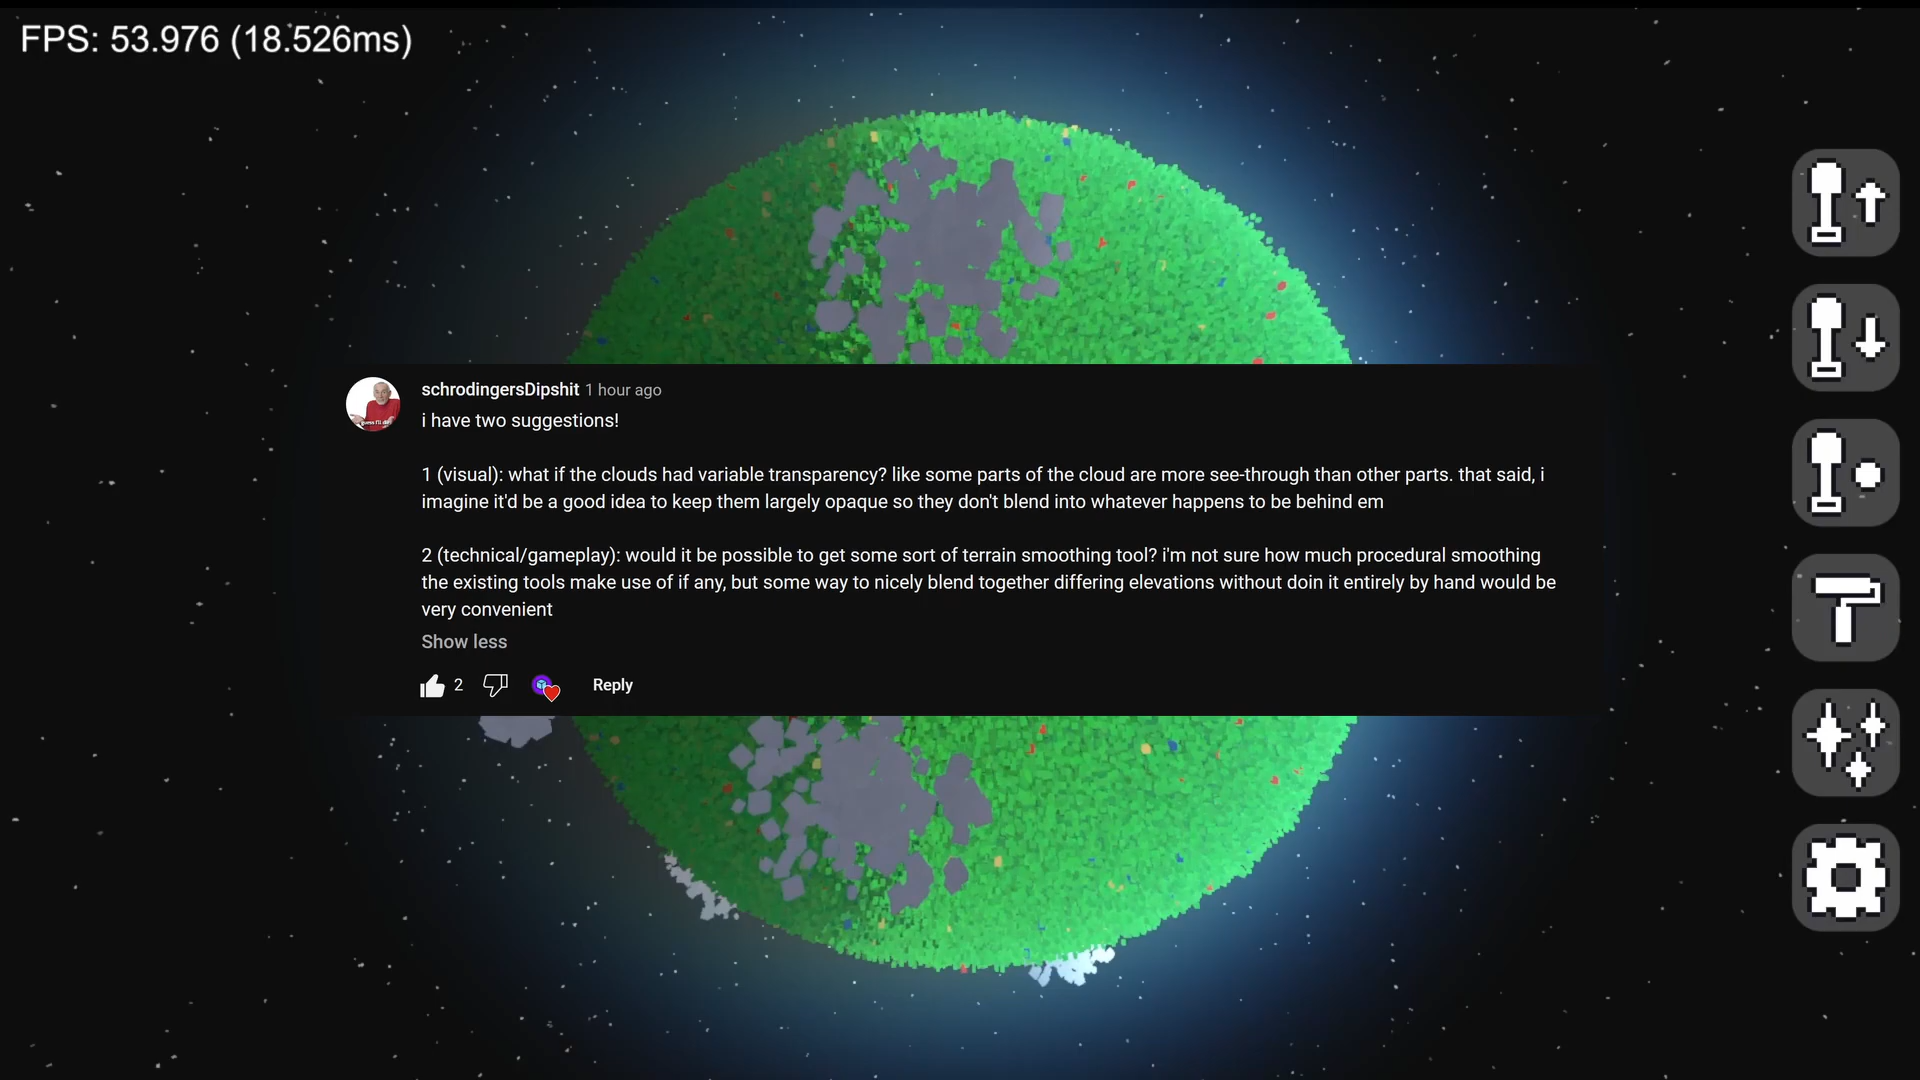 FPS: 53.976 (18.526ms)
schrodingersDipshit 1 hour ago
i have two suggestions!
1 (visual): what if the clouds had variable transparency? like some parts of the cloud are more see-through than other parts. that said, i
imagine it'd be a good idea to keep them largely opaque so they don't blend into whatever happens to be behind em
2 (technical/gameplay): would it be possible to get some sort of terrain smoothing tool? i'm not sure how much procedural smoothing
the existing tools make use of if any, but some way to nicely blend together differing elevations without doin it entirely by hand would be
very convenient
Show less
2
Reply